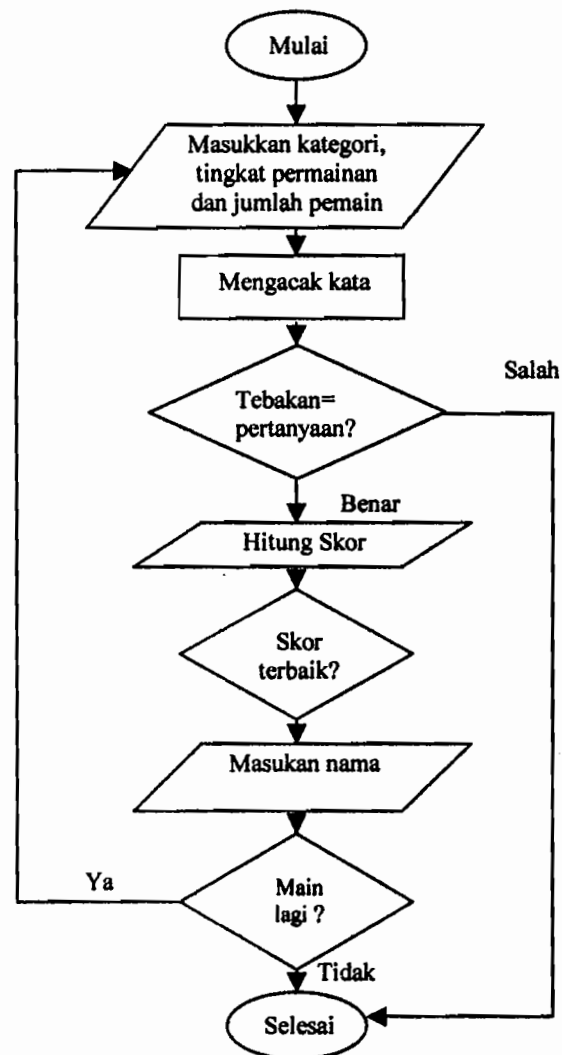 Mulai
Masukkan kategori,
tingkat permainan
dan jumlah pemain
Mengacak kata
Salah
Tebakan=
pertanyaan?
Benar
Hitung Skor
Skor
terbaik?
Masukan nama
Ya
Main
lagi ?
Tidak
Selesai